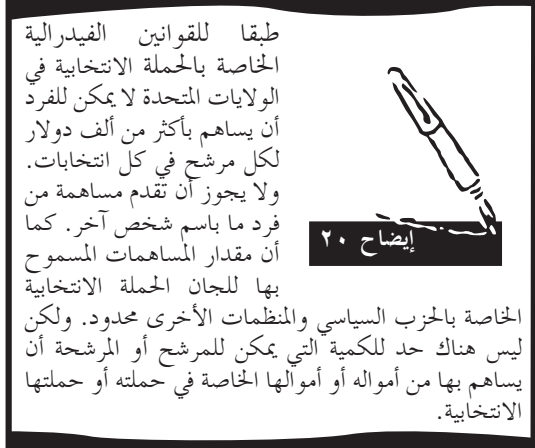 طبقا للقوانين الفيدرالية
الخاصة بالحملة الانتخابية في
الولايات المتحدة لا يمكن للفرد
أن يساهم بأكثر من ألف دولار
لكل مرشح في كل انتخابات.
ولا يجوز أن تقدم مساهمة من
فرد ما باسم شخص آخر. كما
أن مقدار المساهمات المسموح
بها للجان الحملة الانتخابية
الخاصة بالحزب السياسي والمنظمات الأخرى محدود. ولكن
ليس هناك حد للكمية التي يمكن للمرشح أو المرشحة أن
يساهم بها من أمواله أو أموالها الخاصة في حملته أو حملتها
الانتخابية.
إيضاح ٢٠